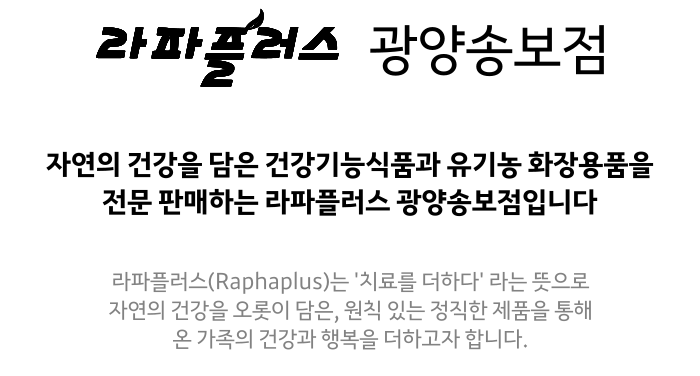 라파플러스 광양송보점
자연의 건강을 담은 건강기능식품과 유기농 화장용품을
전문 판매하는 라파플러스 광양송보점입니다
라파플러스(Raphaplus)는 '치료를 더하다' 라는 뜻으로
자연의 건강을 오롯이 담은, 원칙 있는 정직한 제품을 통해
온 가족의 건강과 행복을 더하고자 합니다.